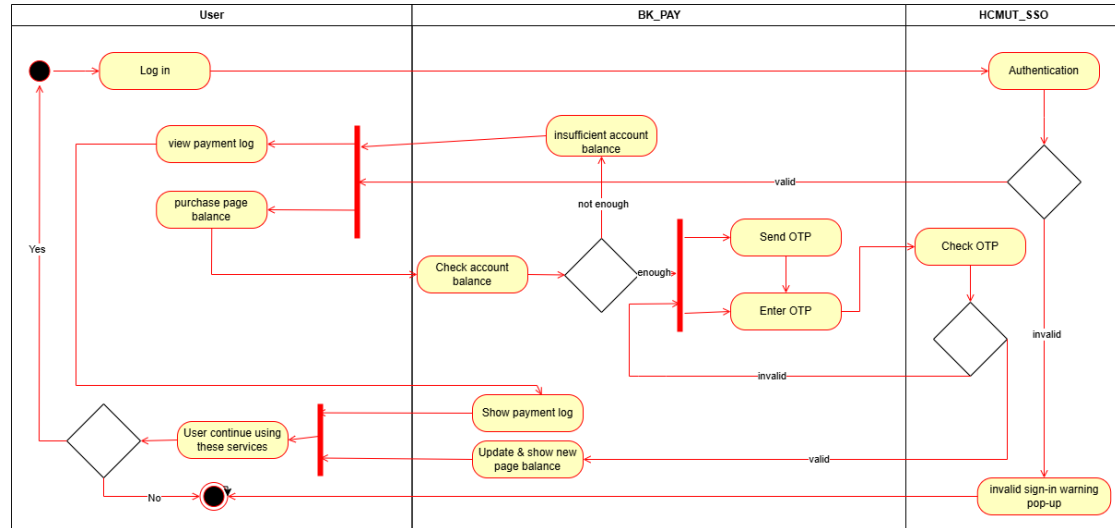 User
BK_PAY
HCMUT_SSO
Log in
Authentication
view payment log
insufficient account
balance
valid
purchase page
balance
not enough
Send OTP
Check OTP
Yes
Check account
balance
enough
Enter OTP
invalid
invalid
Show payment log
User continue using
these services
Update & show new
page balance
valid
No
invalid sign-in warning
pop-up